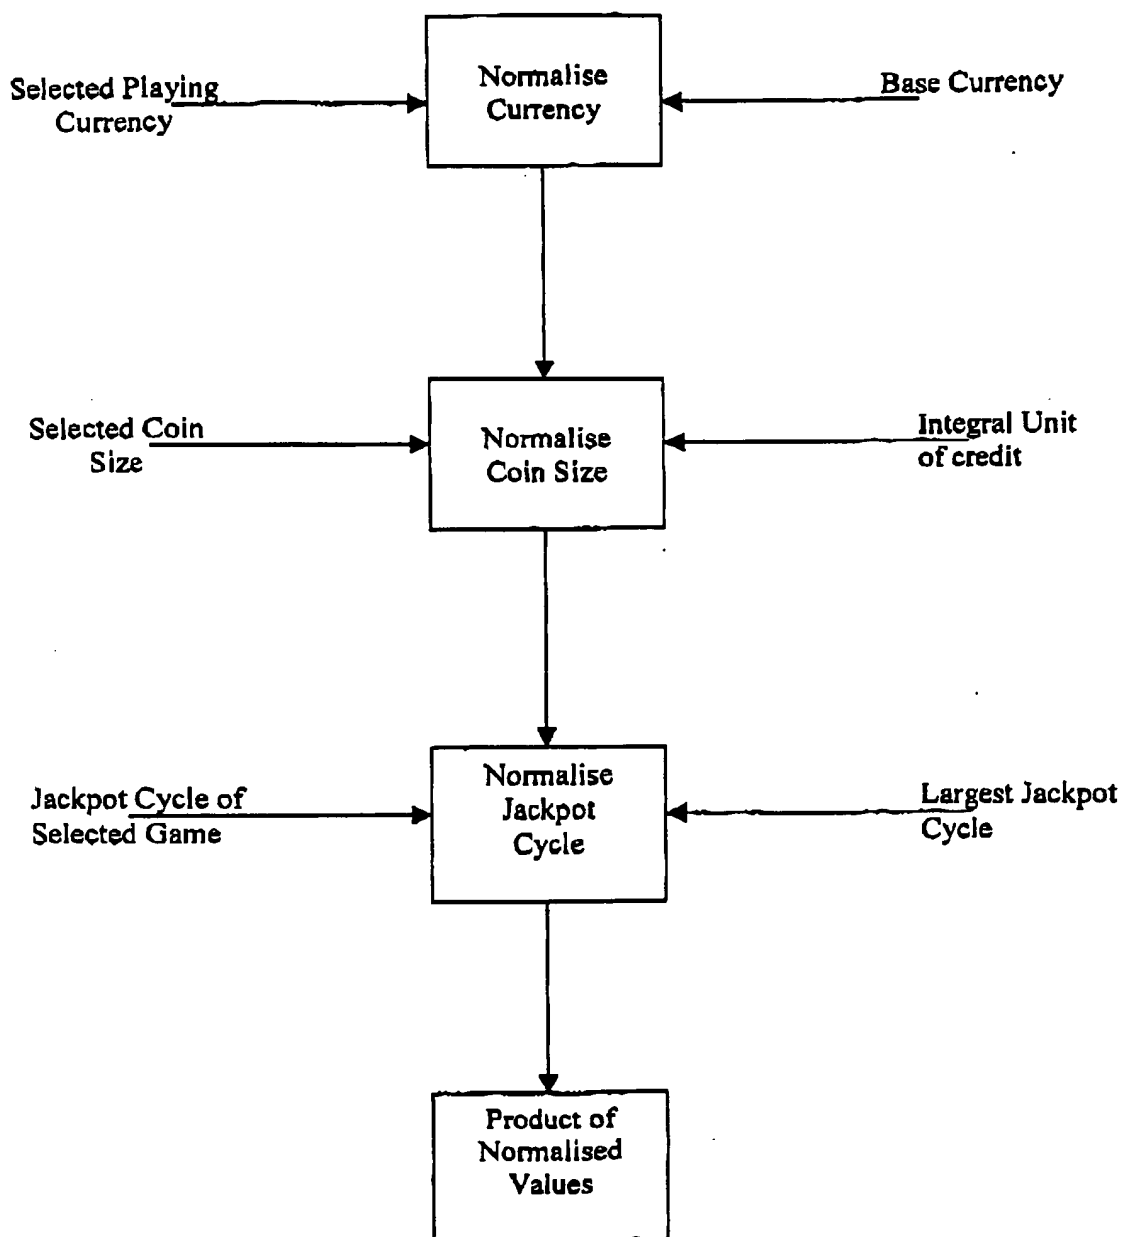 Selected Playing
Currency
Normalise
Currency
Base Currency
Selected Coin
Size
Normalise
Coin Size
Integral Unit
of credit
Jackpot Cycle of
Selected Game
Normalise
Jackpot
Cycle
Largest Jackpot
Cycle
Product of
Normalised
Values